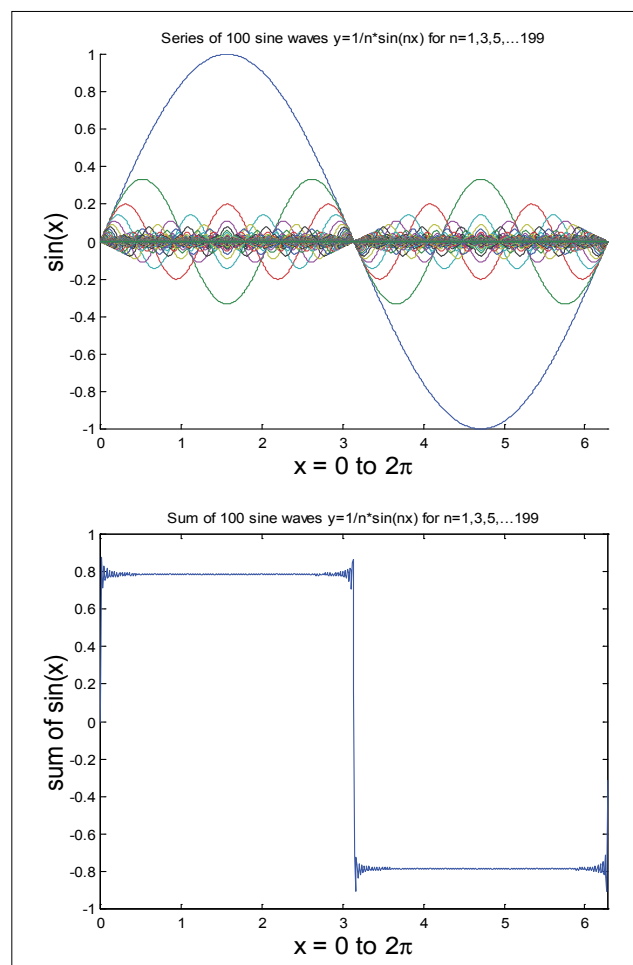 Series of 100 sine waves y=1/n*sin(nx) for n=1,3,5,…199
1
0.8
0.6
0.4
0.2
0
-0.2
-0.4
-0.6
-0.8
-1
sin(x)
0 1 2 3 4 5 6
x = 0 to 2π
Sum of 100 sine waves y=1/n*sin(nx) for n=1,3,5,…199
1
0.8
0.6
0.4
0.2
0
-0.2
-0.4
-0.6
-0.8
-1
sum of sin(x)
0 1 2 3 4 5 6
x = 0 to 2π